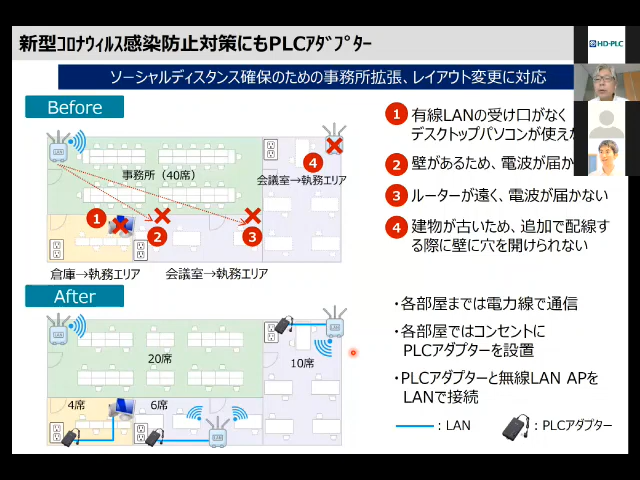 新型コロナウィルス感染防止対策にもPLCアダプター
HD-PLC
ソーシャルディスタンス確保のための事務所拡張、レイアウト変更に対応
Before
LAN
事務所（40席）
会議室→執務エリア
4
1
2
3
倉庫→執務エリア
会議室→執務エリア
1 有線LANの受け口がなく
デスクトップパソコンが使えな
2 壁があるため、電波が届か
3 ルーターが遠く、電波が届かない
4 建物が古いため、追加で配線す
る際に壁に穴を開けられない
After
LAN
20席
10席
4席
6席
LAN
・各部屋までは電力線で通信
・各部屋ではコンセントに
PLCアダプターを設置
・PLCアダプターと無線LAN APを
LANで接続
：LAN
：PLCアダプター